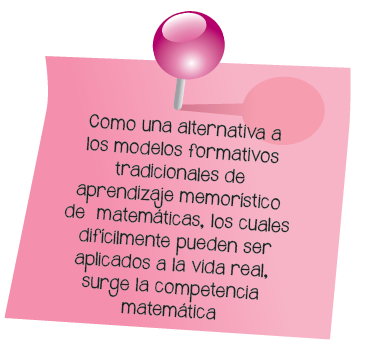 Como una alternativa a
los modelos formativos
tradicionales de
aprendizaje memorístico
de matemáticas, los cuales
difícilmente pueden ser
aplicados a la vida real,
surge la competencia
matemática